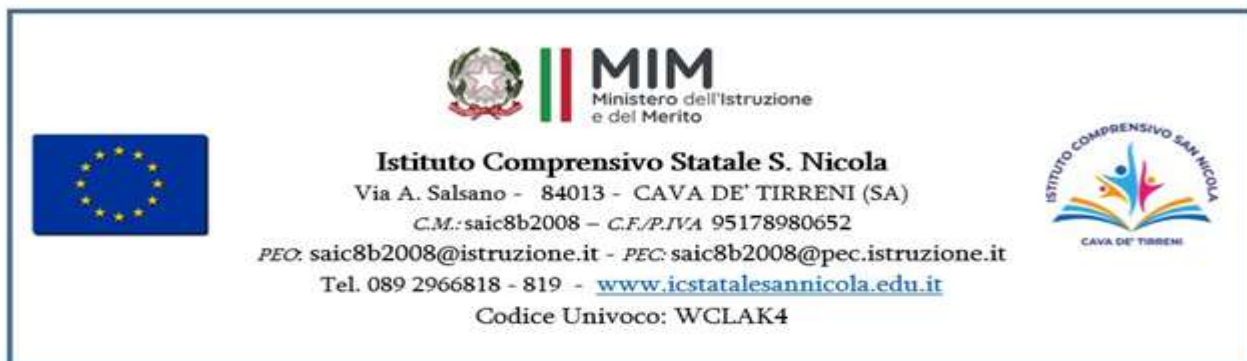 MIM
Ministero dell'Istruzione
e del Merito
Istituto Comprensivo Statale S. Nicola
Via A. Salsano - 84013 - CAVA DE' TIRRENI (SA)
C.M.: saic8b2008 – C.F./P.IVA 95178980652
PEO: saic8b2008@istruzione.it - PEC: saic8b2008@pec.istruzione.it
Tel. 089 2966818 - 819 - www.icstatalesannicola.edu.it
Codice Univoco: WCLAK4
ISTITUTO COMPRENSIVO SAN NICOLA
CAVA DE' TIRRENI